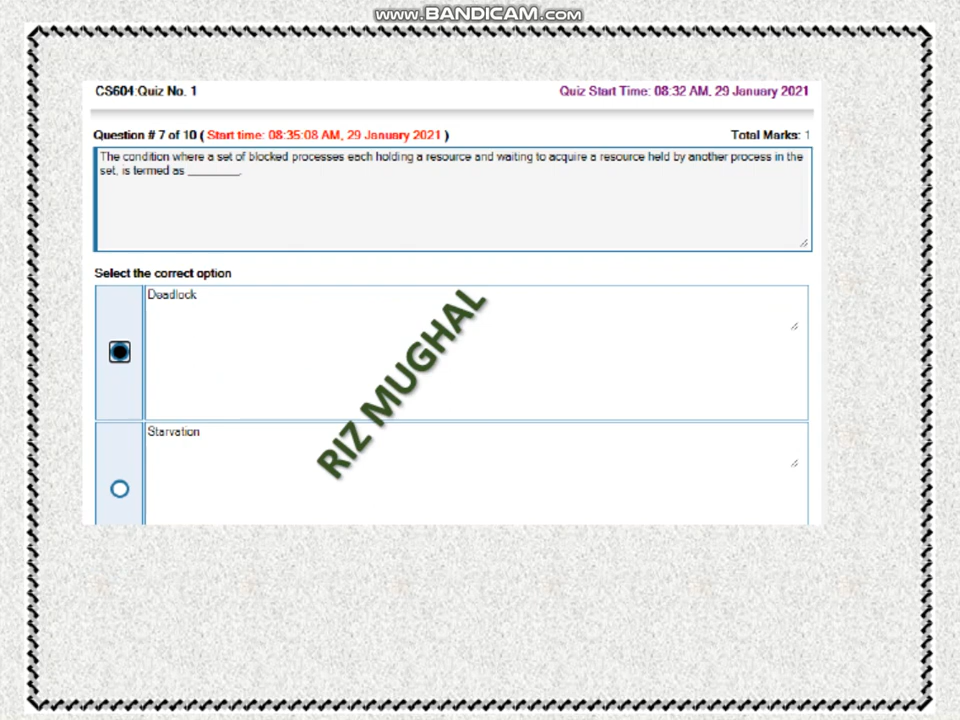 www.BANDICAM.com
CS604:Quiz No. 1
Quiz Start Time: 08:32 AM, 29 January 2021
Question # 7 of 10 ( Start time: 08:35:08 AM, 29 January 2021 )
Total Marks: 1
The condition where a set of blocked processes each holding a resource and waiting to acquire a resource held by another process in the
set, is termed as ________.
Select the correct option
Deadlock
RIZ MUGHAL
Starvation